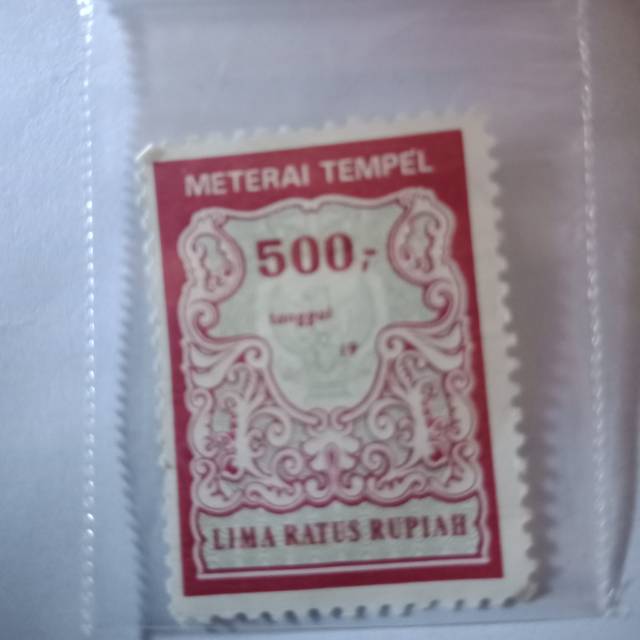 METERAI TEMPEL
500,-
tanggal
19
LIMA RATUS RUPIAH